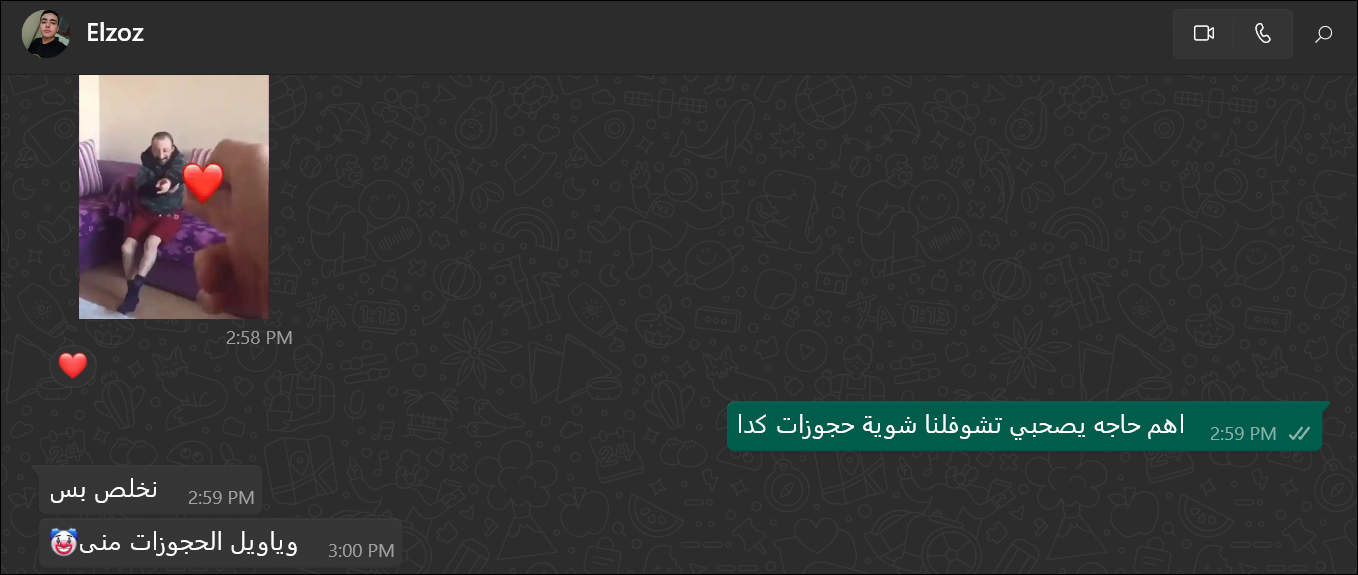 Elzoz
2:58 PM
❤️
اهم حاجه يصحبي تشوفلنا شوية حجوزات كدا
2:59 PM
نخلص بس
2:59 PM
وياويل الحجوزات منى🤡
3:00 PM